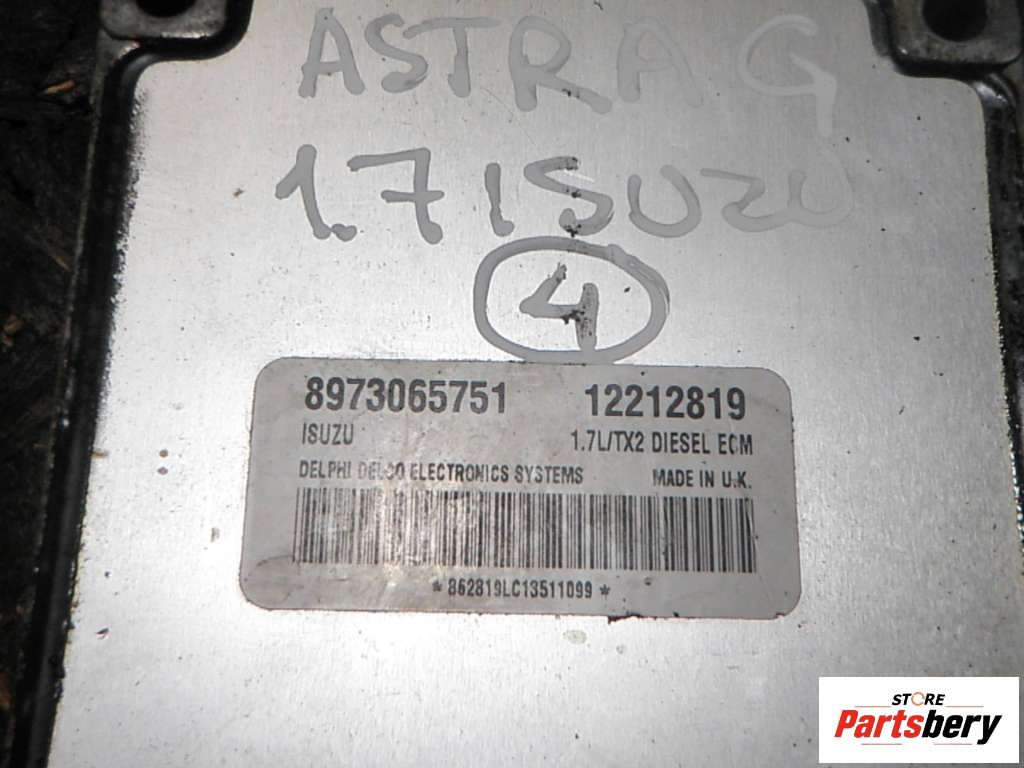 ASTRA G
1.7 ISUZU
4
8973065751 12212819
ISUZU 1.7L/TX2 DIESEL ECM
DELPHI DELCO ELECTRONICS SYSTEMS MADE IN U.K.
* 862819LC13511099 *
STORE
Partsbery